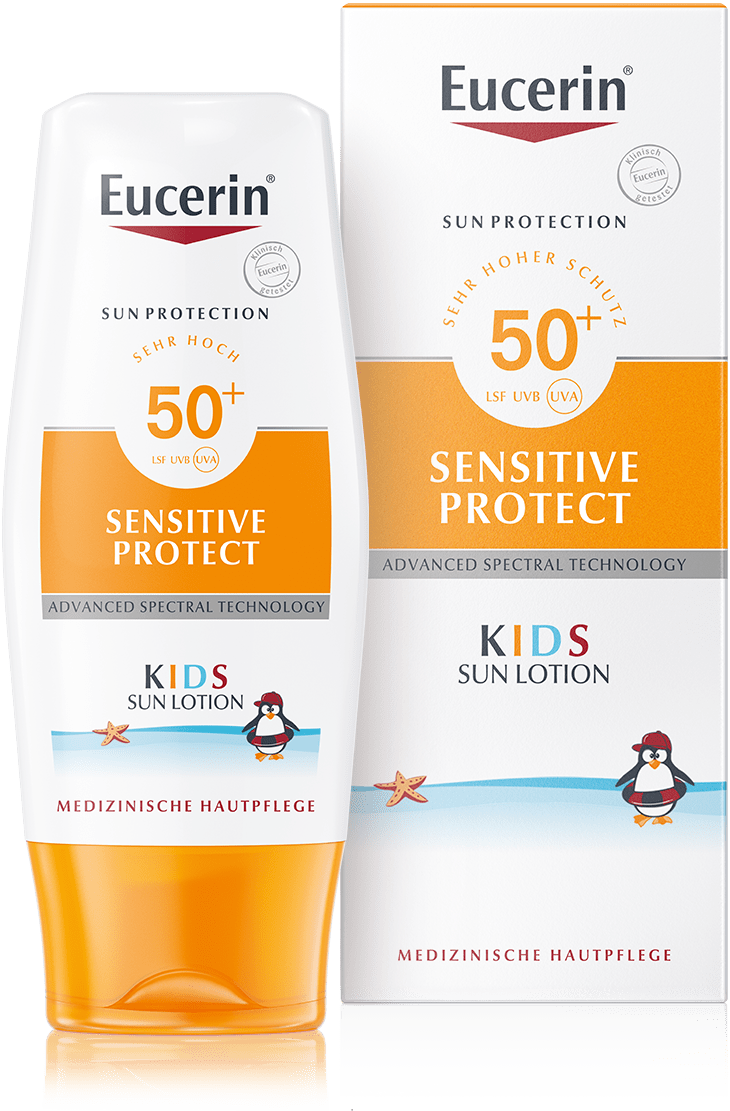 Eucerin®
Klinisch
Eucerin
getestet
SUN PROTECTION
SEHR HOCH
50+
LSF UVB UVA
SENSITIVE
PROTECT
ADVANCED SPECTRAL TECHNOLOGY
KIDS
SUN LOTION
MEDIZINISCHE HAUTPFLEGE
Eucerin®
Klinisch
Eucerin
getestet
SUN PROTECTION
SEHR HOHER SCHUTZ
50+
LSF UVB UVA
SENSITIVE
PROTECT
ADVANCED SPECTRAL TECHNOLOGY
KIDS
SUN LOTION
MEDIZINISCHE HAUTPFLEGE